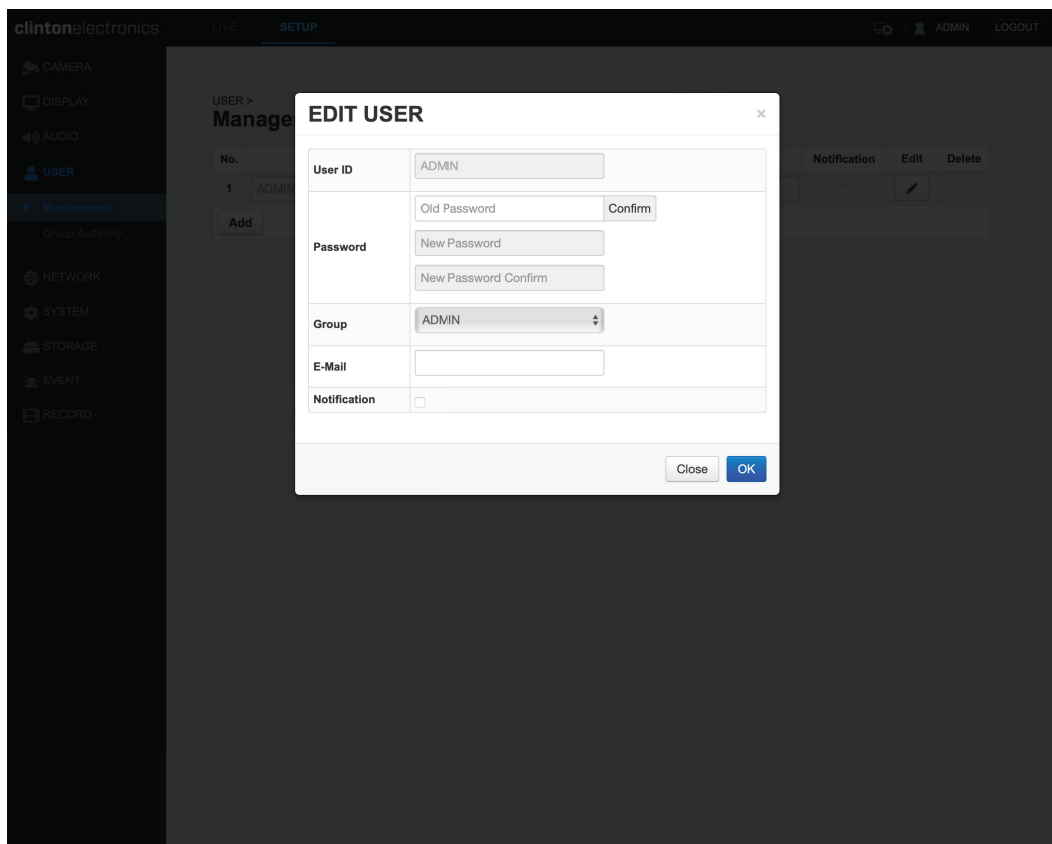 clintonelectronics
LIVE SETUP ADMIN LOGOUT
CAMERA
DISPLAY
AUDIO
USER
Management
Group Authority
NETWORK
SYSTEM
STORAGE
EVENT
RECORD
USER >
Manage
No. Notification Edit Delete
1 ADMIN
Add
EDIT USER ×
User ID ADMIN
Password Old Password Confirm
New Password
New Password Confirm
Group ADMIN
E-Mail
Notification
Close OK